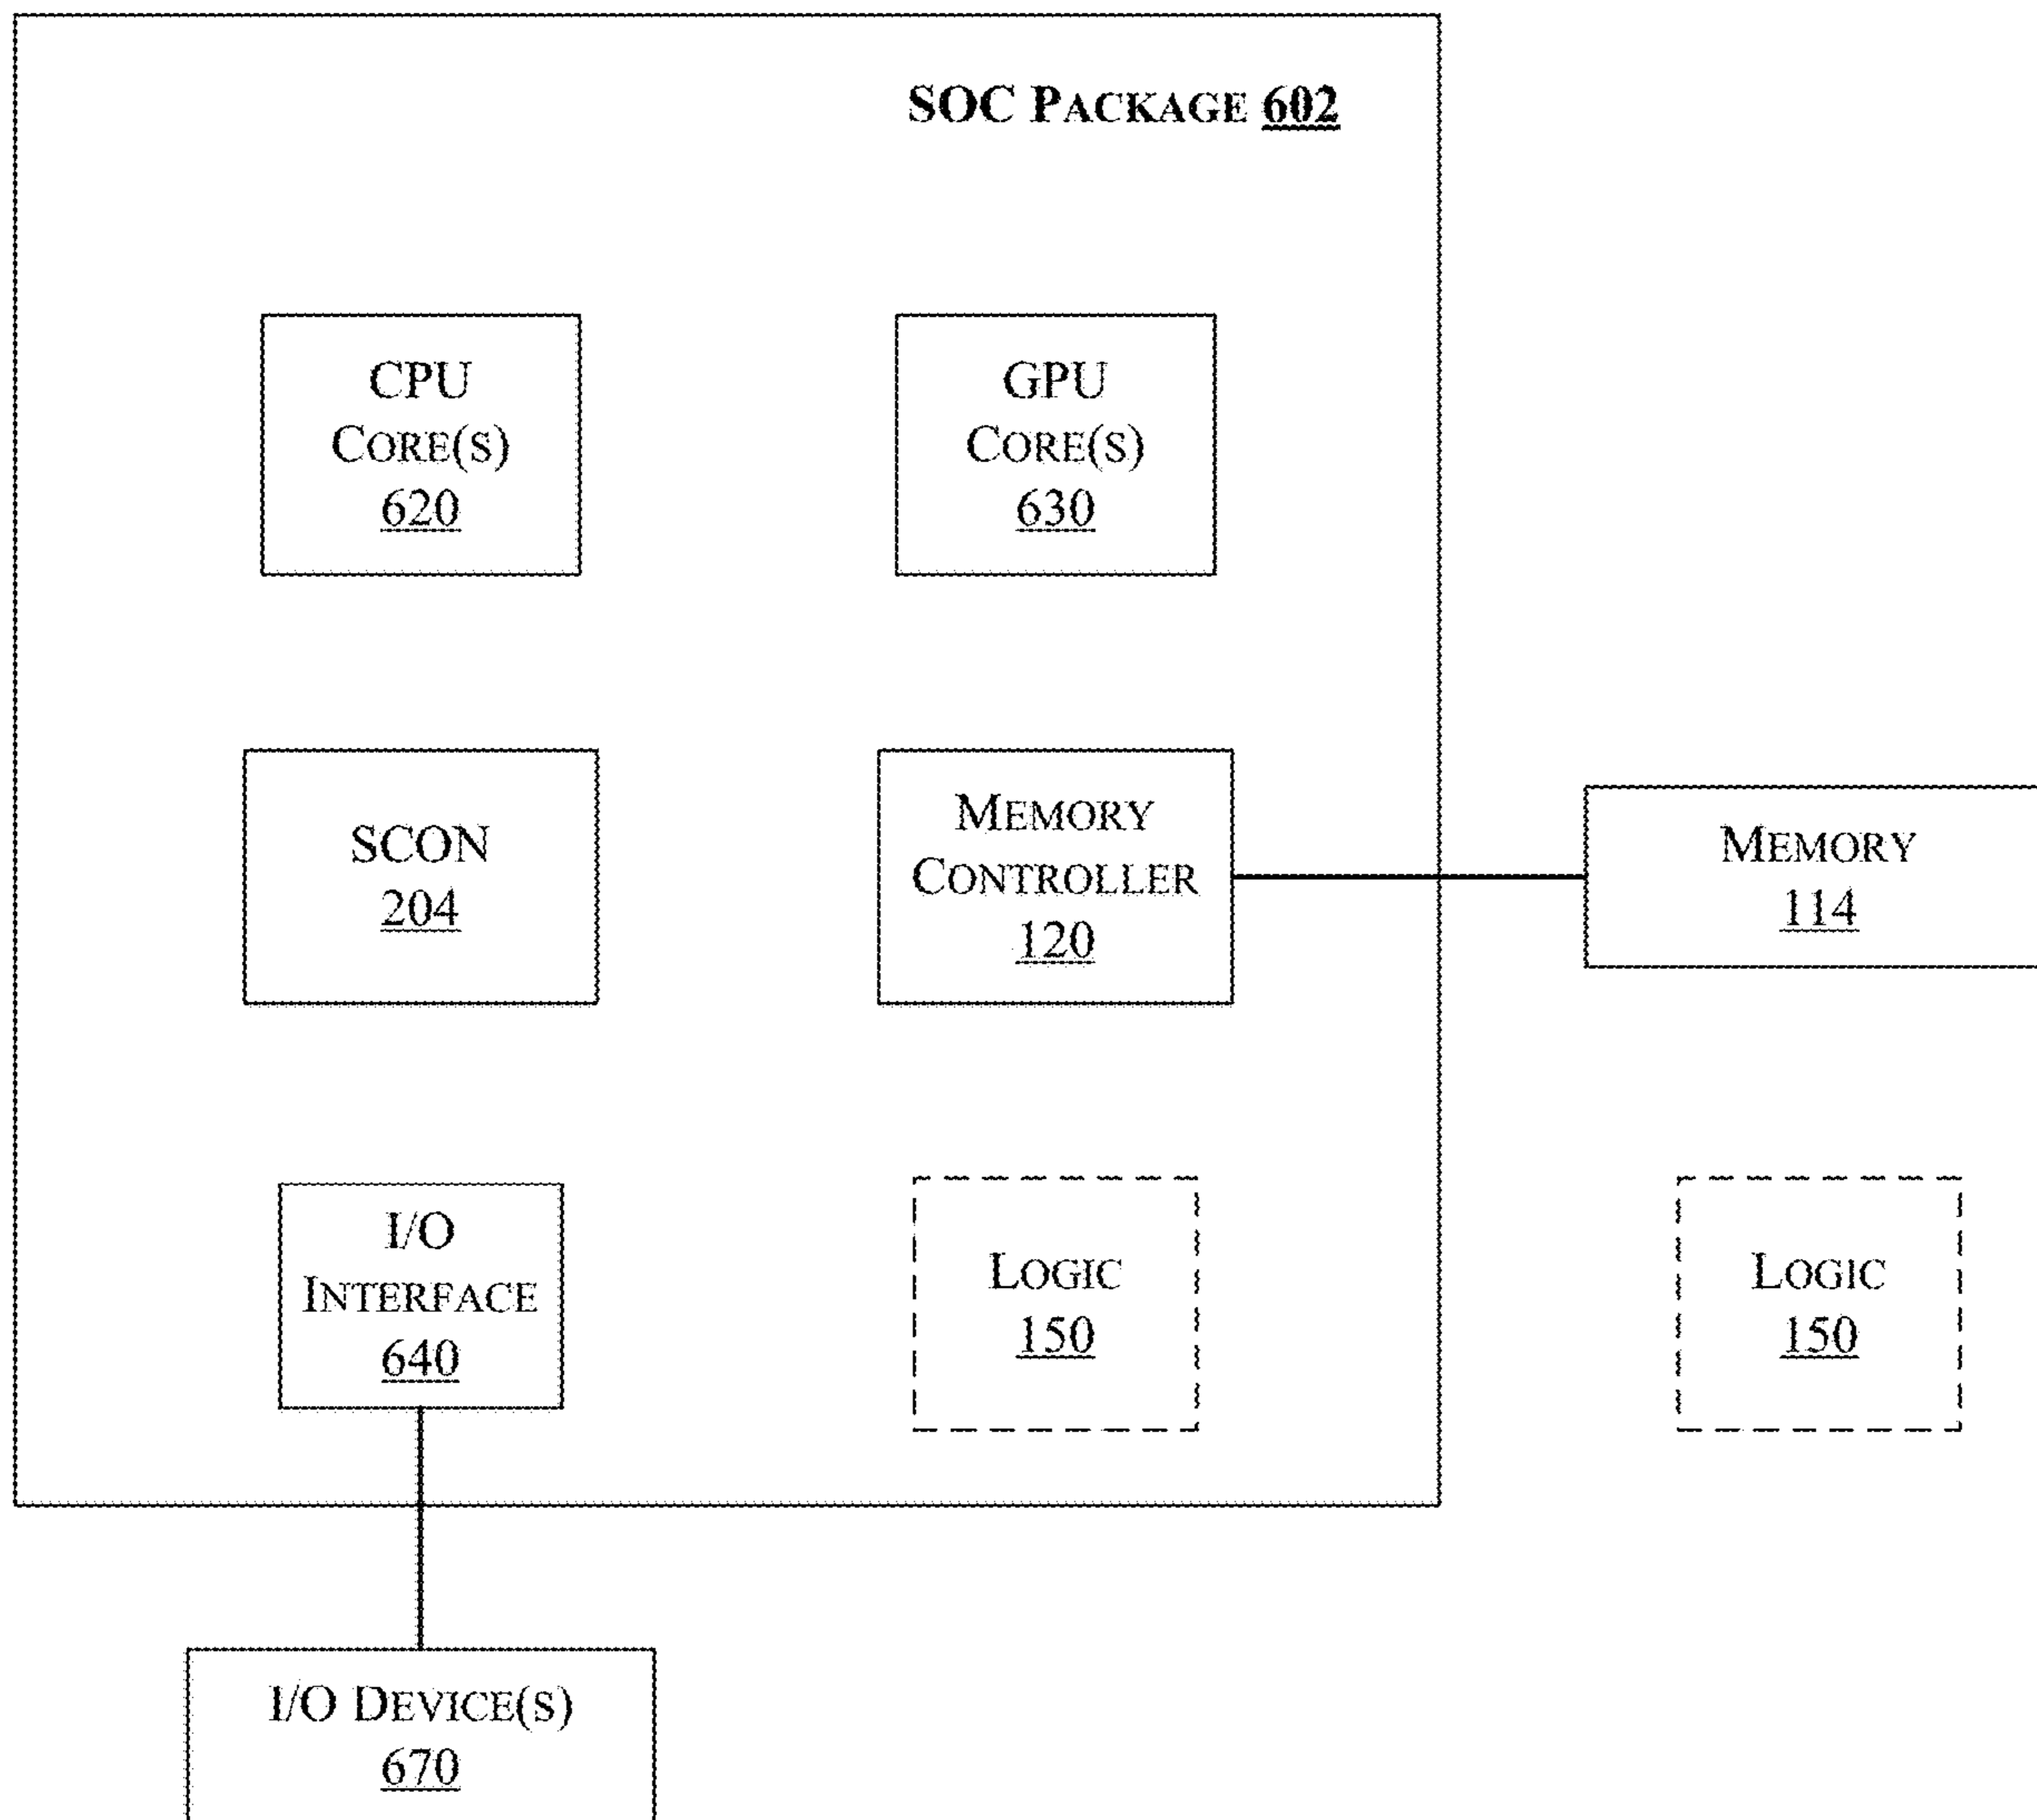 SOC PACKAGE 602
CPU
CORE(S)
620
GPU
CORE(S)
630
SCON
204
MEMORY
CONTROLLER
120
MEMORY
114
I/O
INTERFACE
640
LOGIC
150
LOGIC
150
I/O DEVICE(S)
670